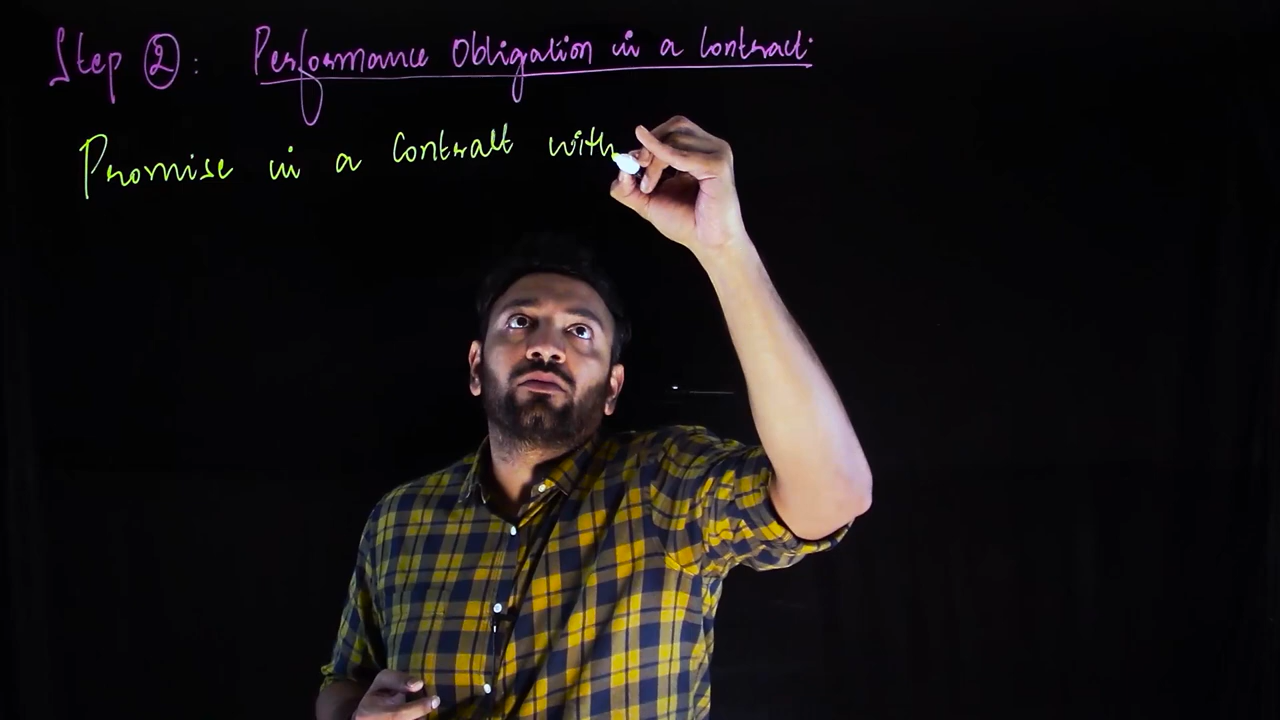 Step ②: Performance Obligation in a Contract:
Promise in a Contract with